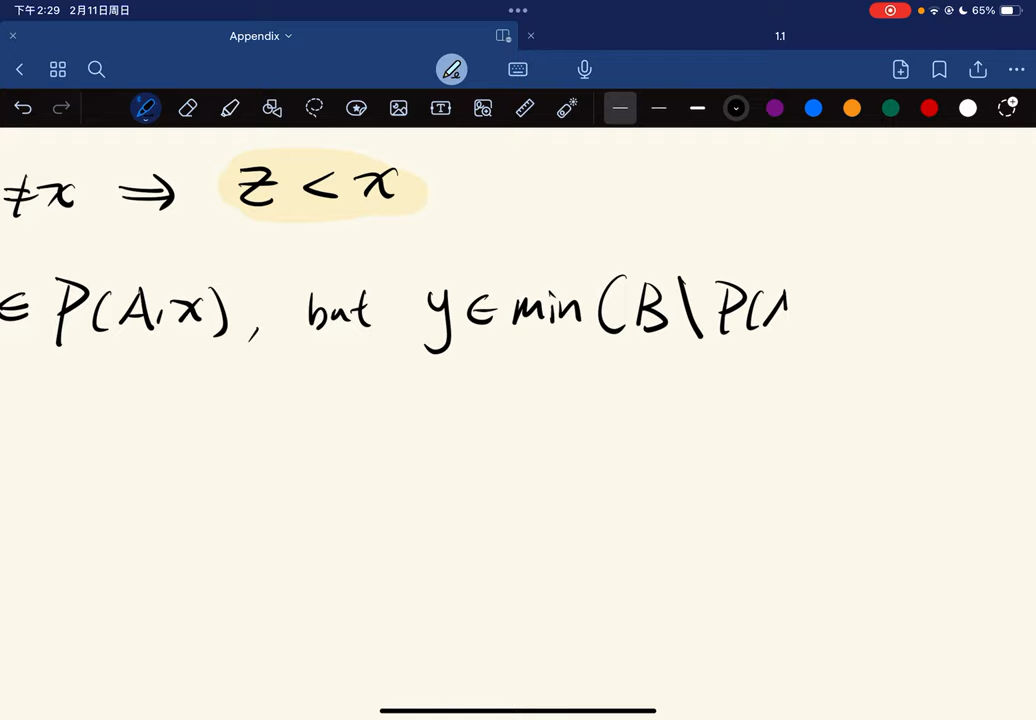 下午2:29 2月11日周日 65%
Appendix 1.1
≠x ⇒ z < x
∈ P(A,x), but y ∈ min (B\P(A